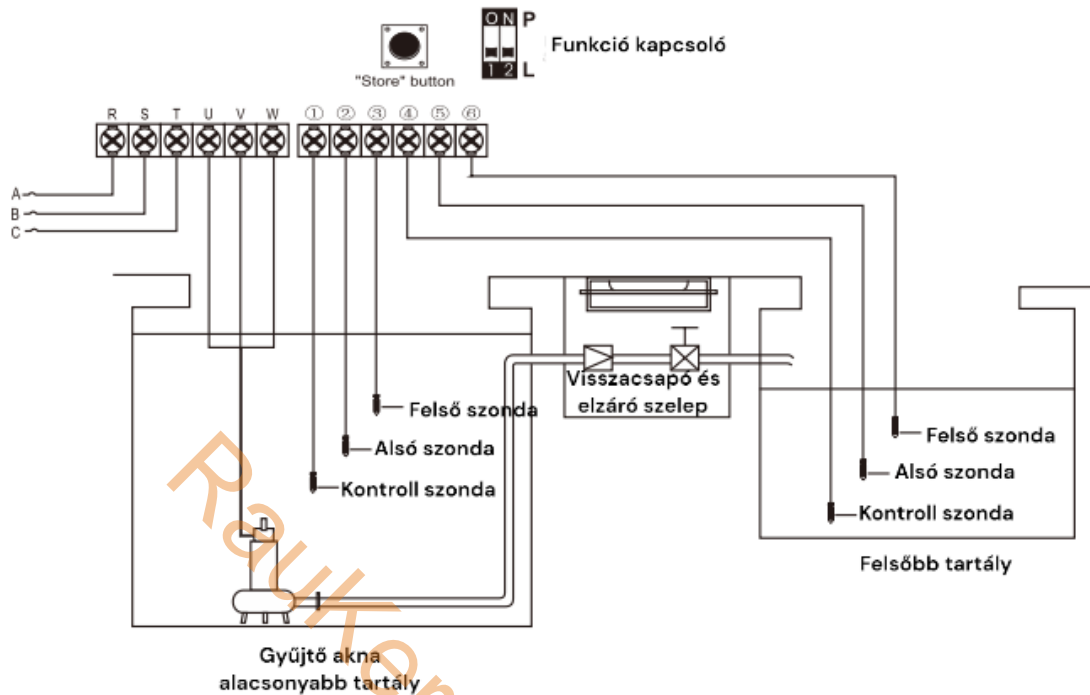 ON P
Funkció kapcsoló
1 2 L
"Store" button
R S T U V W ① ② ③ ④ ⑤ ⑥
A
B
C
Visszacsapó és
elzáró szelep
Felső szonda
Alsó szonda
Kontroll szonda
Felső szonda
Alsó szonda
Kontroll szonda
Felsőbb tartály
Gyűjtő akna
alacsonyabb tartály